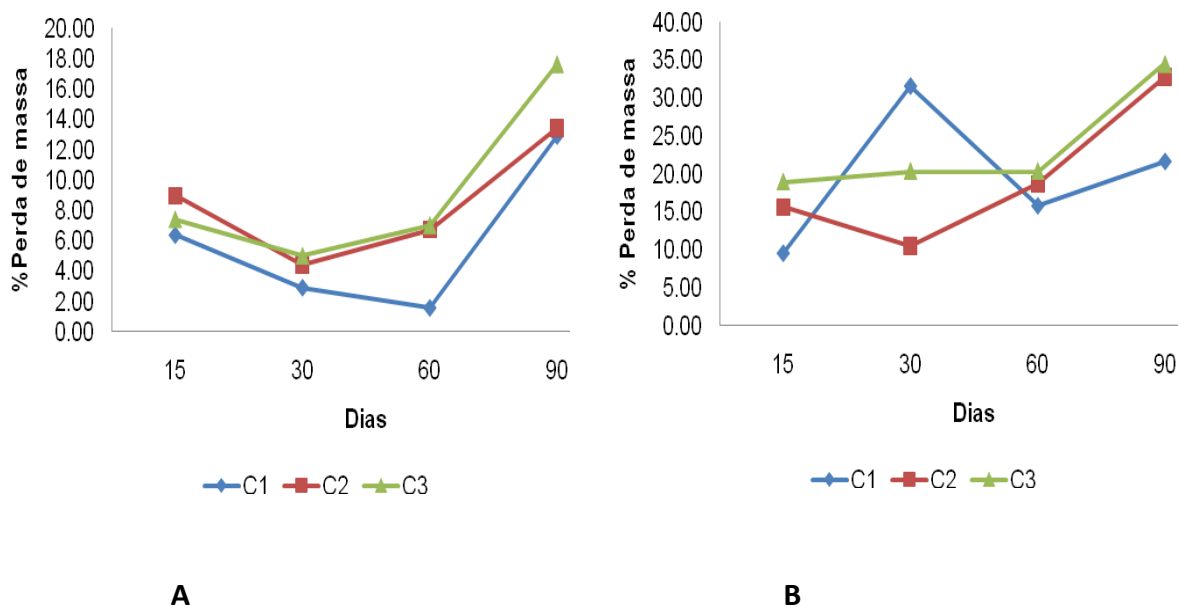 %Perda de massa
20.00
18.00
16.00
14.00
12.00
10.00
8.00
6.00
4.00
2.00
0.00
15 30 60 90
Dias
C1 C2 C3
A
% Perda de massa
40.00
35.00
30.00
25.00
20.00
15.00
10.00
5.00
0.00
15 30 60 90
Dias
C1 C2 C3
B